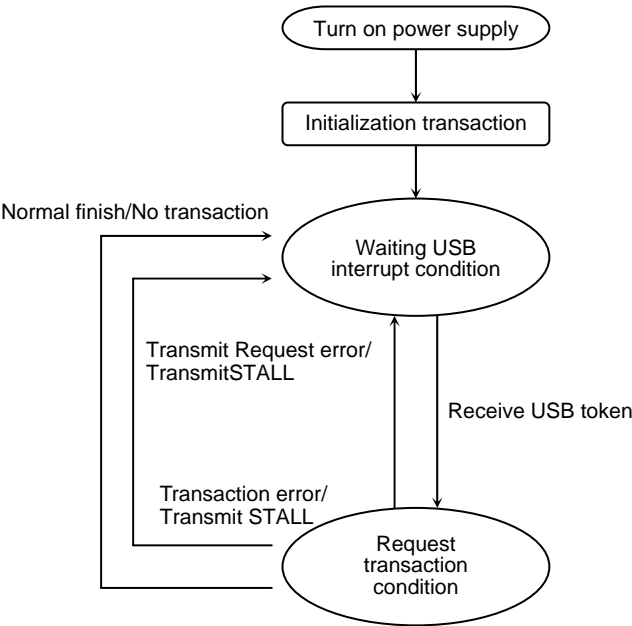 Turn on power supply
Initialization transaction
Normal finish/No transaction
Waiting USB
interrupt condition
Transmit Request error/
TransmitSTALL
Receive USB token
Transaction error/
Transmit STALL
Request
transaction
condition